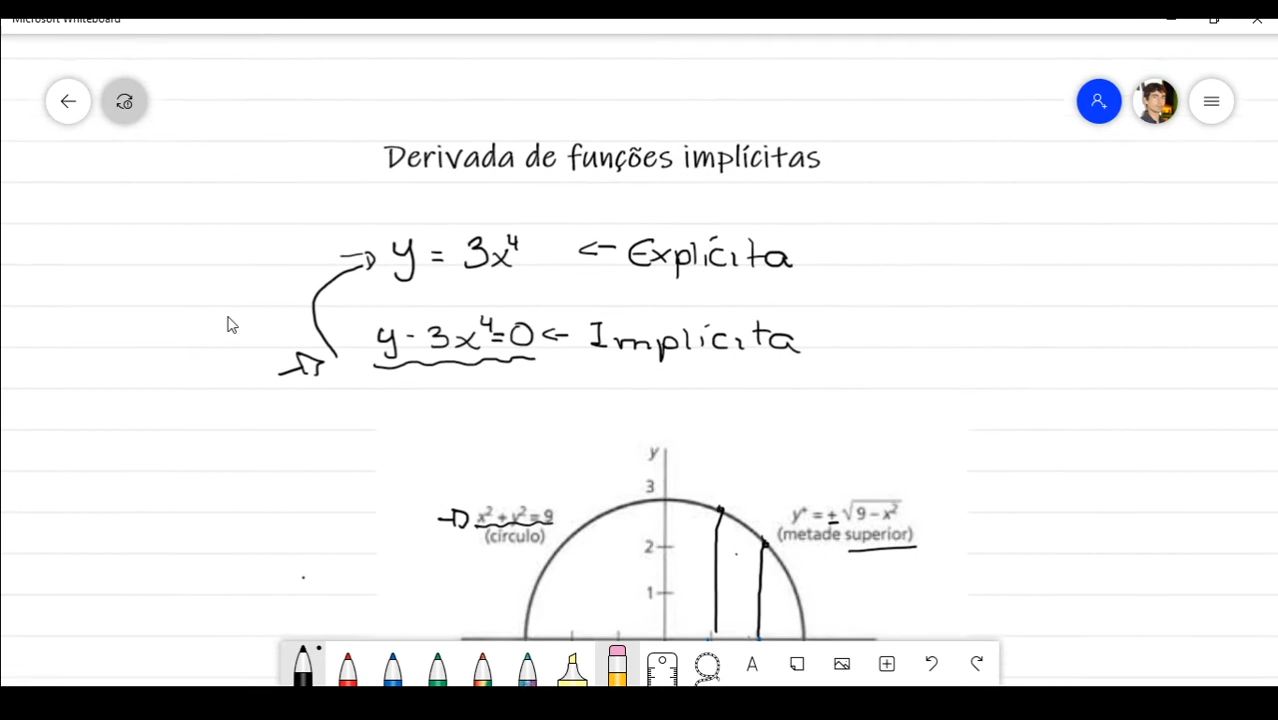 Microsoft Whiteboard
Derivada de funções implícitas
y = 3x⁴ ← Explícita
y - 3x⁴ = 0 ← Implícita
y
3
x² + y² = 9
(círculo)
y⁺ = ± √9 − x²
(metade superior)
2
1
A